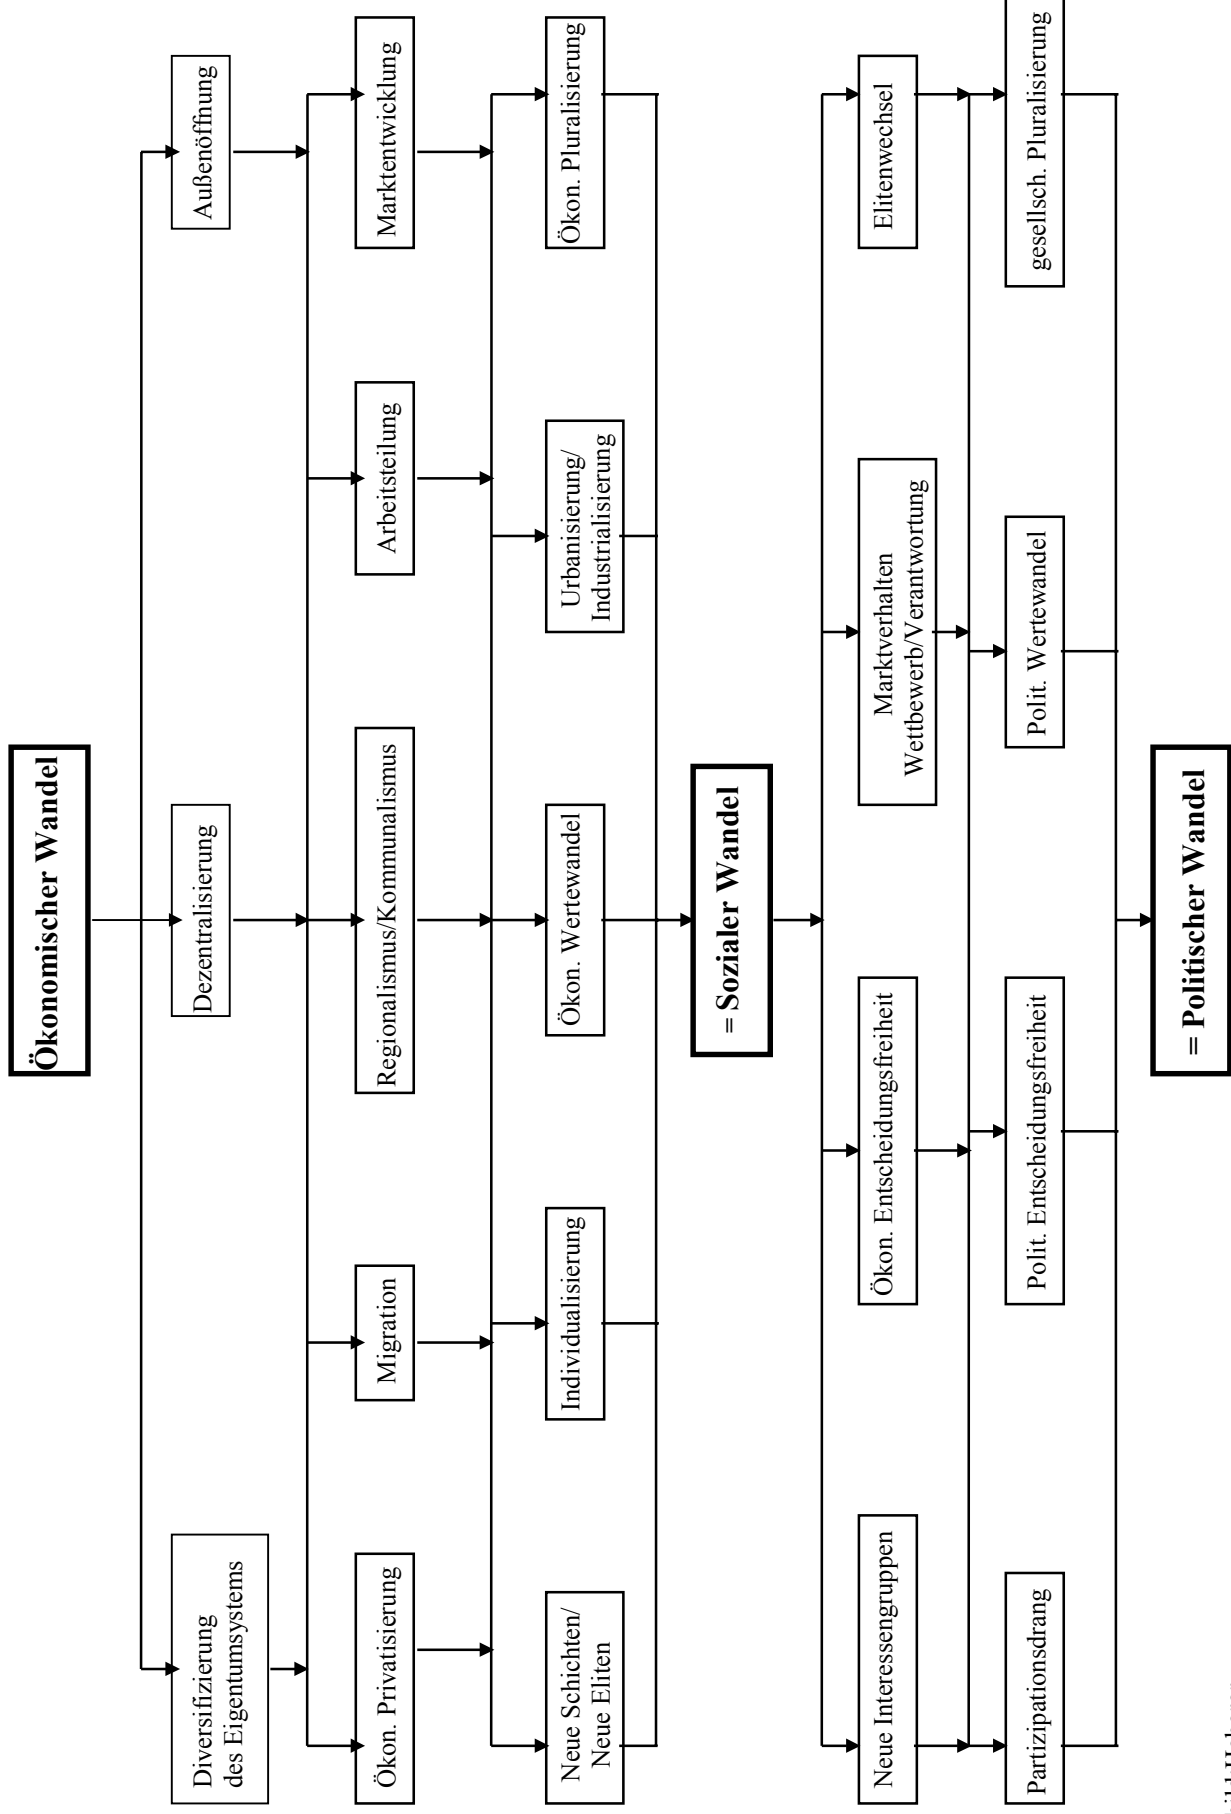 Ökonomischer Wandel
Diversifizierung
des Eigentumsystems
Dezentralisierung
Außenöffnung
Ökon. Privatisierung
Migration
Regionalismus/Kommunalismus
Arbeitsteilung
Marktentwicklung
Neue Schichten/
Neue Eliten
Individualisierung
Ökon. Wertewandel
Urbanisierung/
Industrialisierung
Ökon. Pluralisierung
= Sozialer Wandel
Neue Interessengruppen
Ökon. Entscheidungsfreiheit
Marktverhalten
Wettbewerb/Verantwortung
Elitenwechsel
Partizipationsdrang
Polit. Entscheidungsfreiheit
Polit. Wertewandel
gesellsch. Pluralisierung
= Politischer Wandel